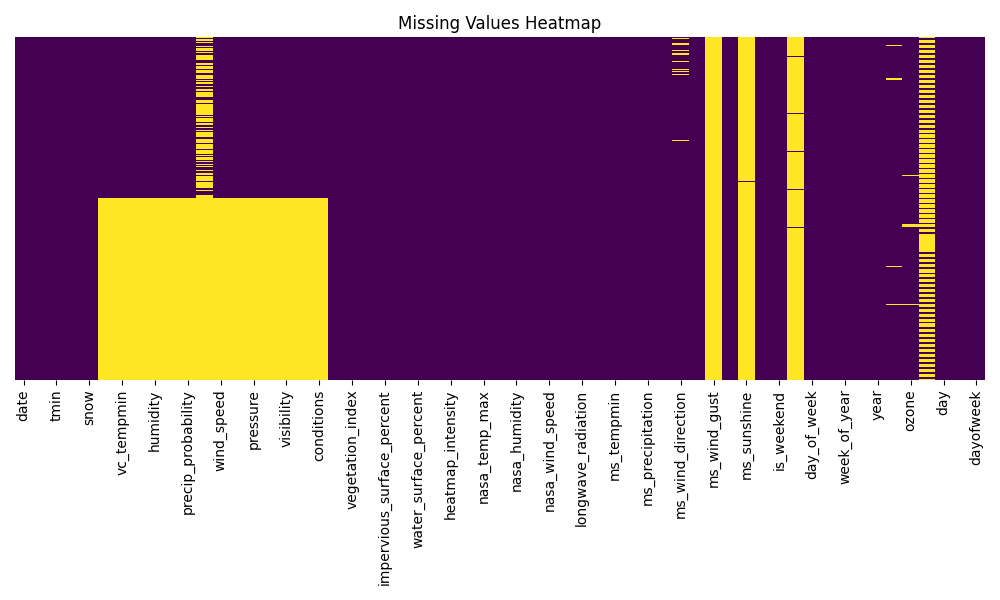 Missing Values Heatmap
date
tmin
snow
vc_tempmin
humidity
precip_probability
wind_speed
pressure
visibility
conditions
vegetation_index
impervious_surface_percent
water_surface_percent
heatmap_intensity
nasa_temp_max
nasa_humidity
nasa_wind_speed
longwave_radiation
ms_tempmin
ms_precipitation
ms_wind_direction
ms_wind_gust
ms_sunshine
is_weekend
day_of_week
week_of_year
year
ozone
day
dayofweek